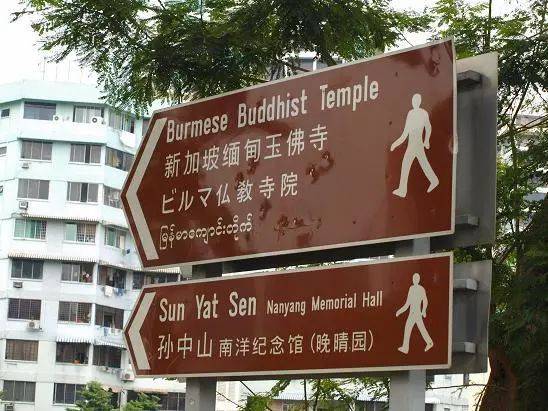 Burmese Buddhist Temple
新加坡缅甸玉佛寺
ビルマ仏教寺院
မြန်မာကျောင်းတိုက်
Sun Yat Sen Nanyang Memorial Hall
孙中山 南洋纪念馆 (晚晴园)